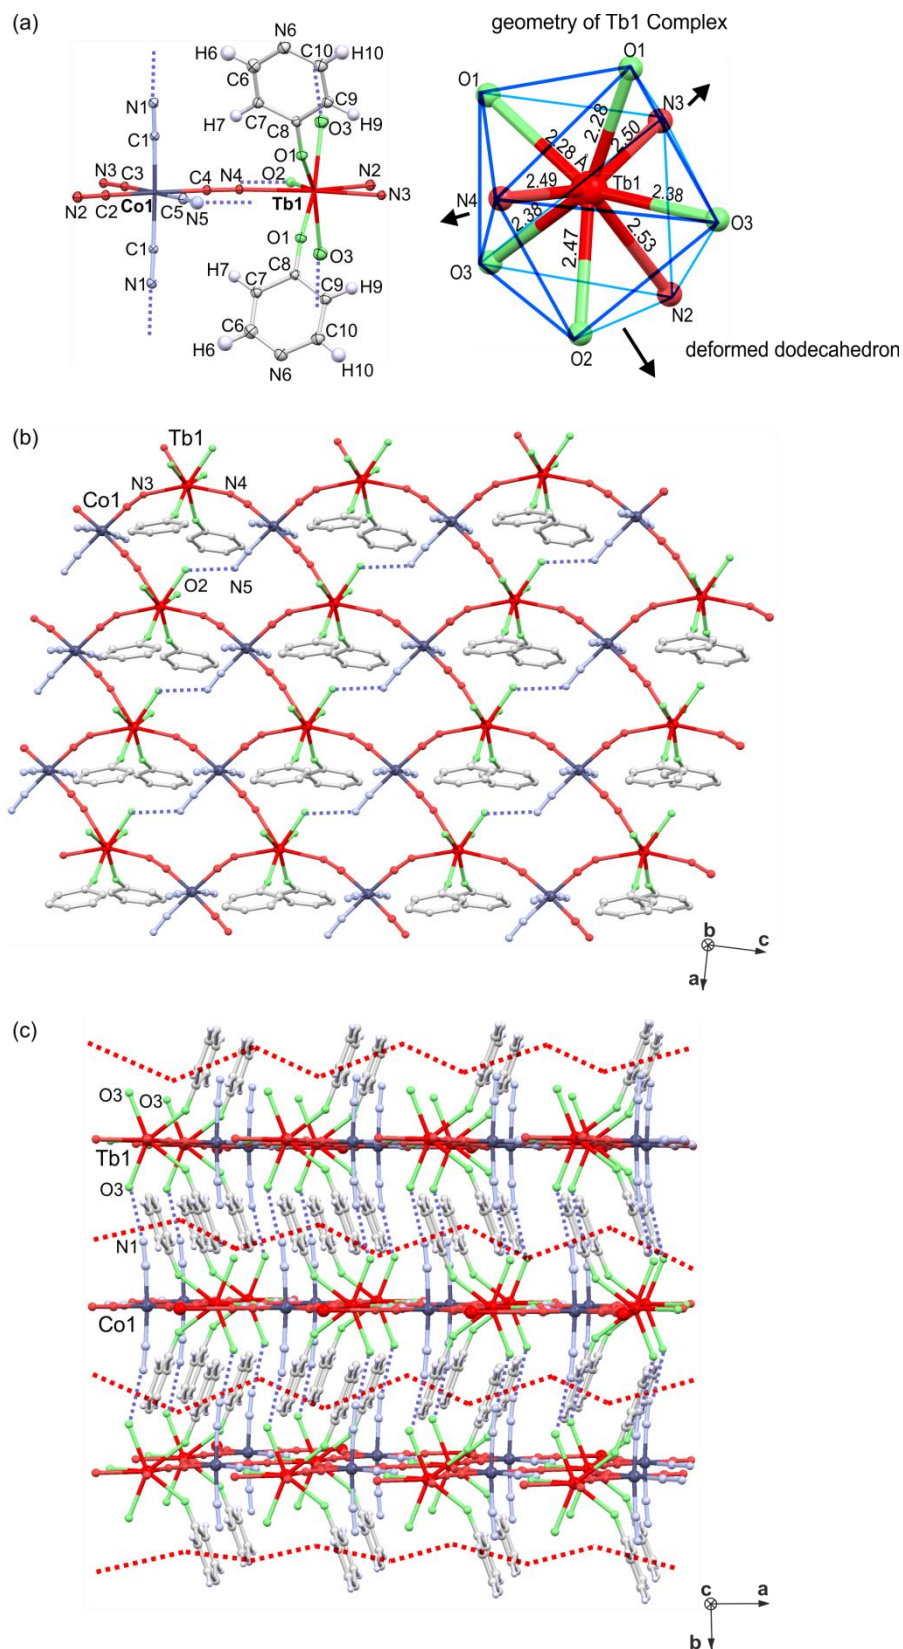 (a)
geometry of Tb1 Complex
N6
H6 C10 H10
C6
N1 C9
H7 C7 O3 H9
C1 C8
O1
N3 C3 C4 N4 O2 N2
N2 C2 Co1 C5 N5 Tb1 N3
C1 O1 O3
H7 C8
N1 C7 C9 H9
C6 C10
H6 N6 H10
O1 O1
N3
2.28 2.50
2.28 Å
2.49 Tb1 2.38
N4 O3
2.38 2.47 2.53
O3
N2
O2
deformed dodecahedron
(b)
Tb1
N3 N4
Co1
O2 N5
b c
a
(c)
O3 O3
Tb1
O3
N1
Co1
c a
b